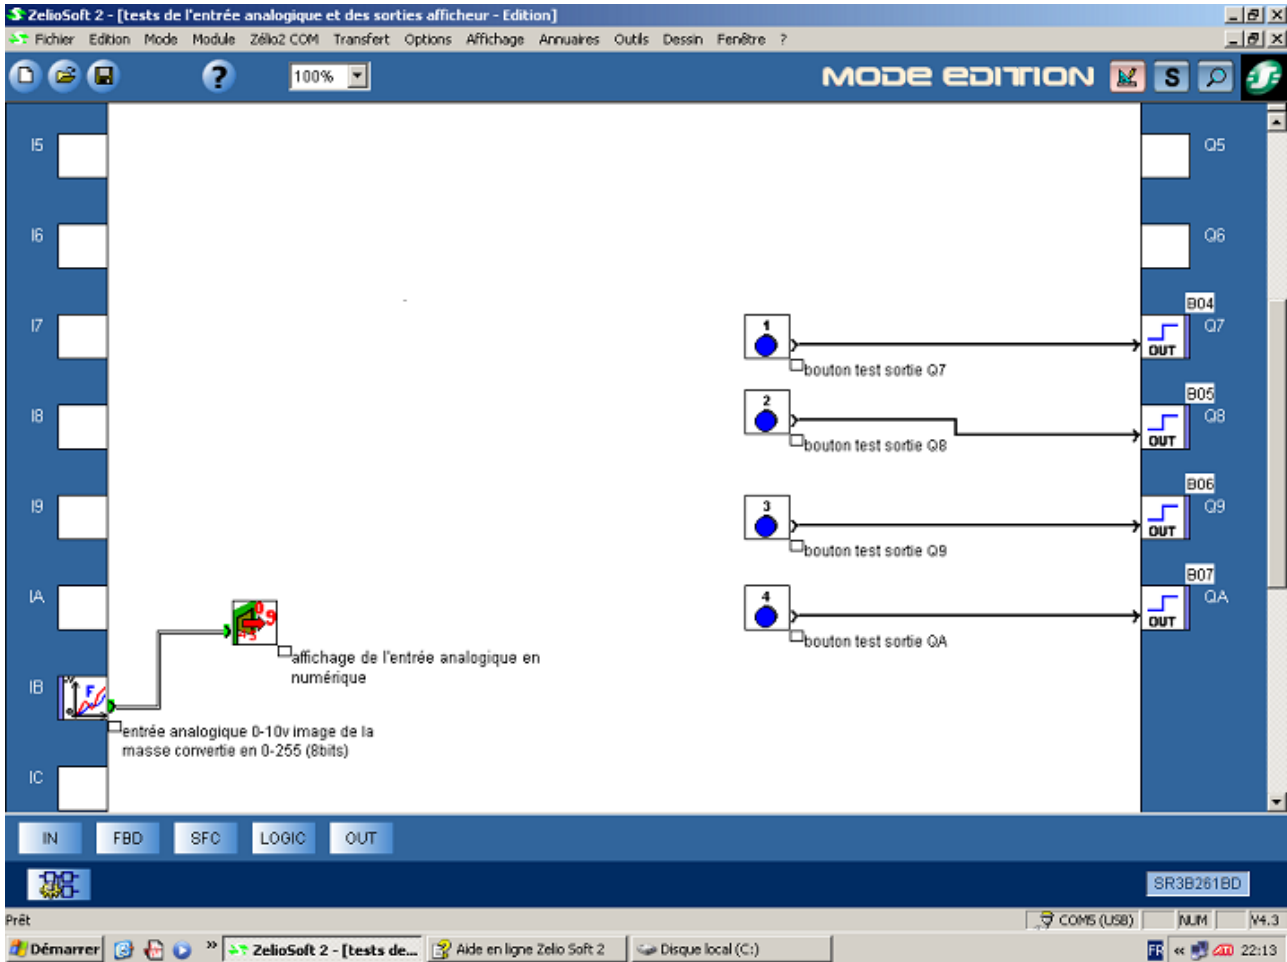 ZelioSoft 2 - [tests de l'entrée analogique et des sorties afficheur - Edition]
Fichier Edition Mode Module Zélio2 COM Transfert Options Affichage Annuaires Outils Dessin Fenêtre ?
100% MODE EDITION S
I5 Q5
I6 Q6
B04
I7 1 Q7
OUT
bouton test sortie Q7
B05
I8 2 Q8
OUT
bouton test sortie Q8
B06
I9 3 Q9
OUT
bouton test sortie Q9
B07
IA 4 QA
OUT
bouton test sortie QA
affichage de l'entrée analogique en
numérique
IB F
entrée analogique 0-10v image de la
masse convertie en 0-255 (8bits)
IC
IN FBD SFC LOGIC OUT
SR3B261BD
Prêt COM5 (USB) NUM V4.3
Démarrer » ZelioSoft 2 - [tests de... Aide en ligne Zelio Soft 2 Disque local (C:) FR « 22:13